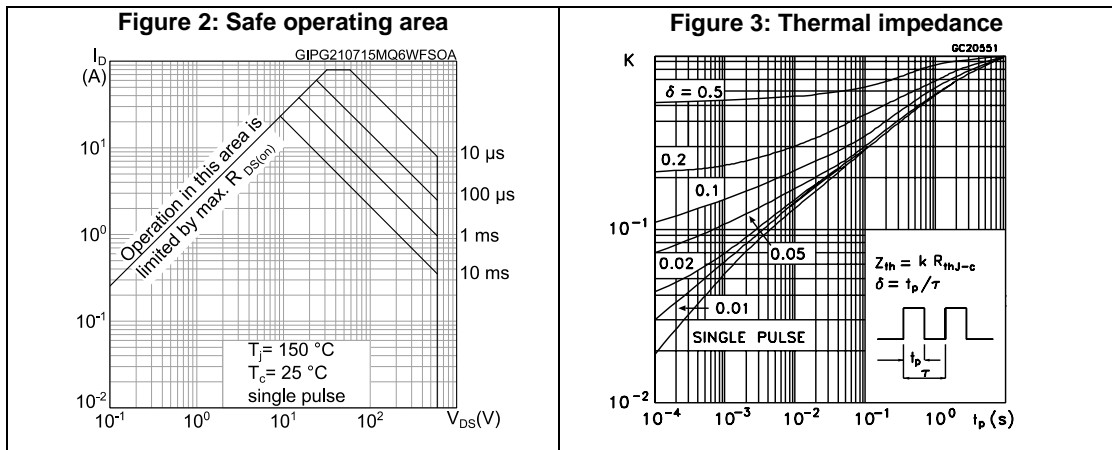 Figure 2: Safe operating area
I_D
(A)
GIPG210715MQ6WFSOA
10^1
10^0
10^-1
10^-2
Operation in this area is
limited by max. R_DS(on)
10 µs
100 µs
1 ms
10 ms
T_j= 150 °C
T_c= 25 °C
single pulse
10^-1
10^0
10^1
10^2
V_DS(V)
Figure 3: Thermal impedance
GC20551
K
δ = 0.5
0.2
0.1
10^-1
0.05
0.02
0.01
SINGLE PULSE
Z_th = k R_thJ-c
δ = t_p/τ
t_p
τ
10^-2
10^-4
10^-3
10^-2
10^-1
10^0
t_p(s)